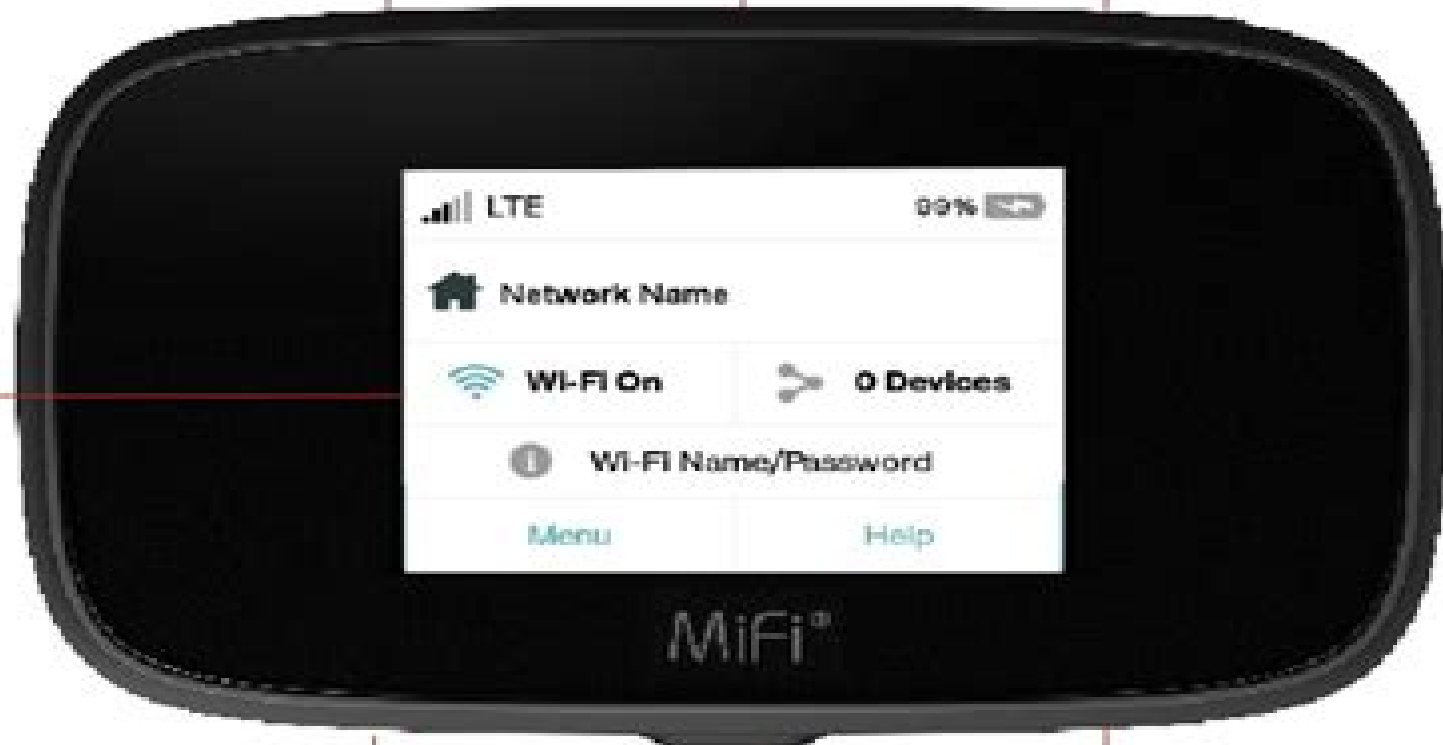 LTE 99%
Network Name
Wi-Fi On 0 Devices
Wi-Fi Name/Password
Menu Help
MiFi®